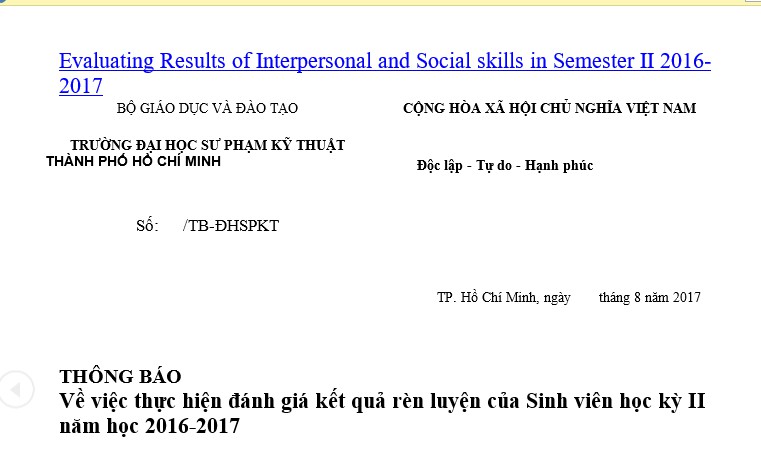 Evaluating Results of Interpersonal and Social skills in Semester II 2016-
2017
BỘ GIÁO DỤC VÀ ĐÀO TẠO
CỘNG HÒA XÃ HỘI CHỦ NGHĨA VIỆT NAM
TRƯỜNG ĐẠI HỌC SƯ PHẠM KỸ THUẬT
THÀNH PHỐ HỒ CHÍ MINH
Độc lập - Tự do - Hạnh phúc
Số: /TB-ĐHSPKT
TP. Hồ Chí Minh, ngày tháng 8 năm 2017
THÔNG BÁO
Về việc thực hiện đánh giá kết quả rèn luyện của Sinh viên học kỳ II
năm học 2016-2017